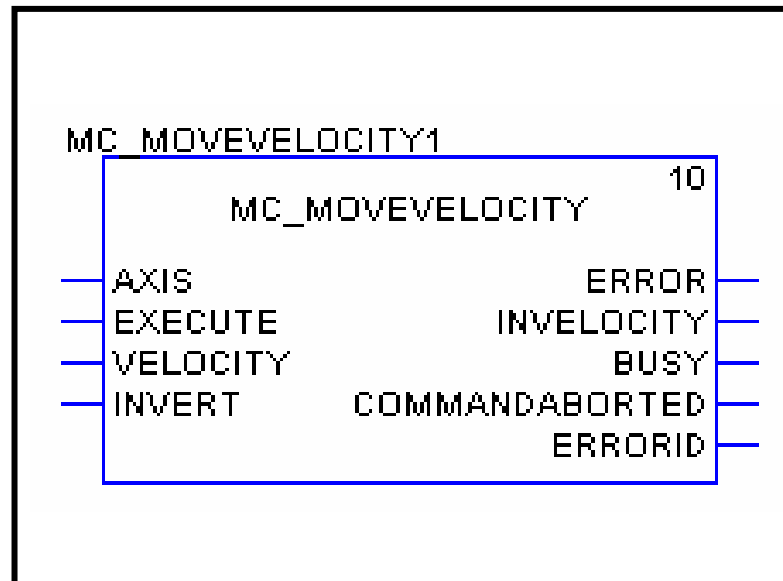 MC_MOVEVELOCITY1
10
MC_MOVEVELOCITY
AXIS ERROR
EXECUTE INVELOCITY
VELOCITY BUSY
INVERT COMMANDABORTED
ERRORID